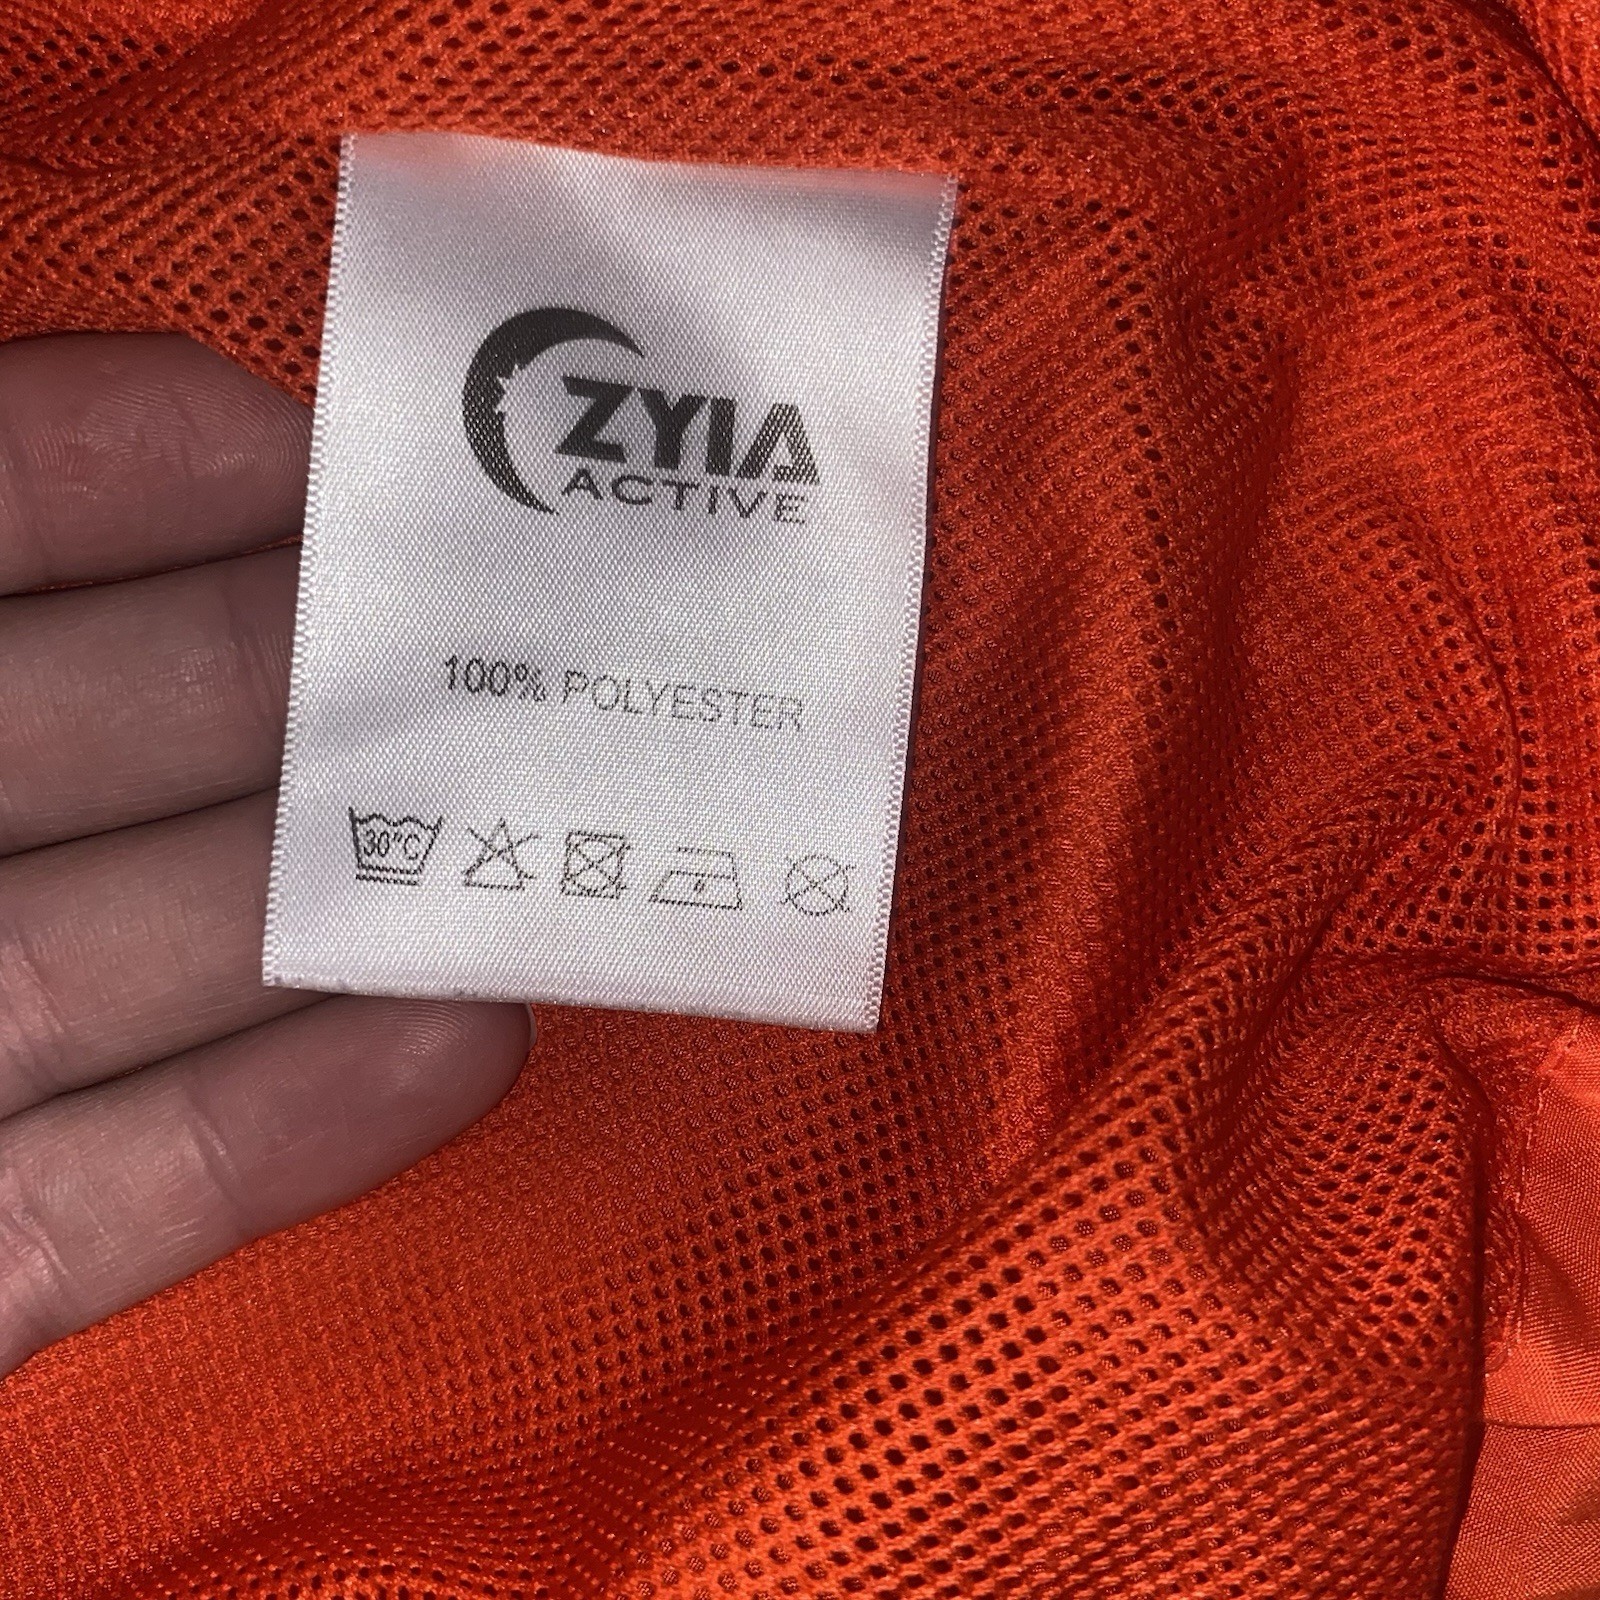 ZYIA
ACTIVE
100% POLYESTER
30°C